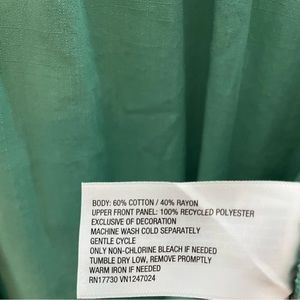 BODY: 60% COTTON / 40% RAYON
UPPER FRONT PANEL: 100% RECYCLED POLYESTER
EXCLUSIVE OF DECORATION
MACHINE WASH COLD SEPARATELY
GENTLE CYCLE
ONLY NON-CHLORINE BLEACH IF NEEDED
TUMBLE DRY LOW, REMOVE PROMPTLY
WARM IRON IF NEEDED
RN17730 VN1247024